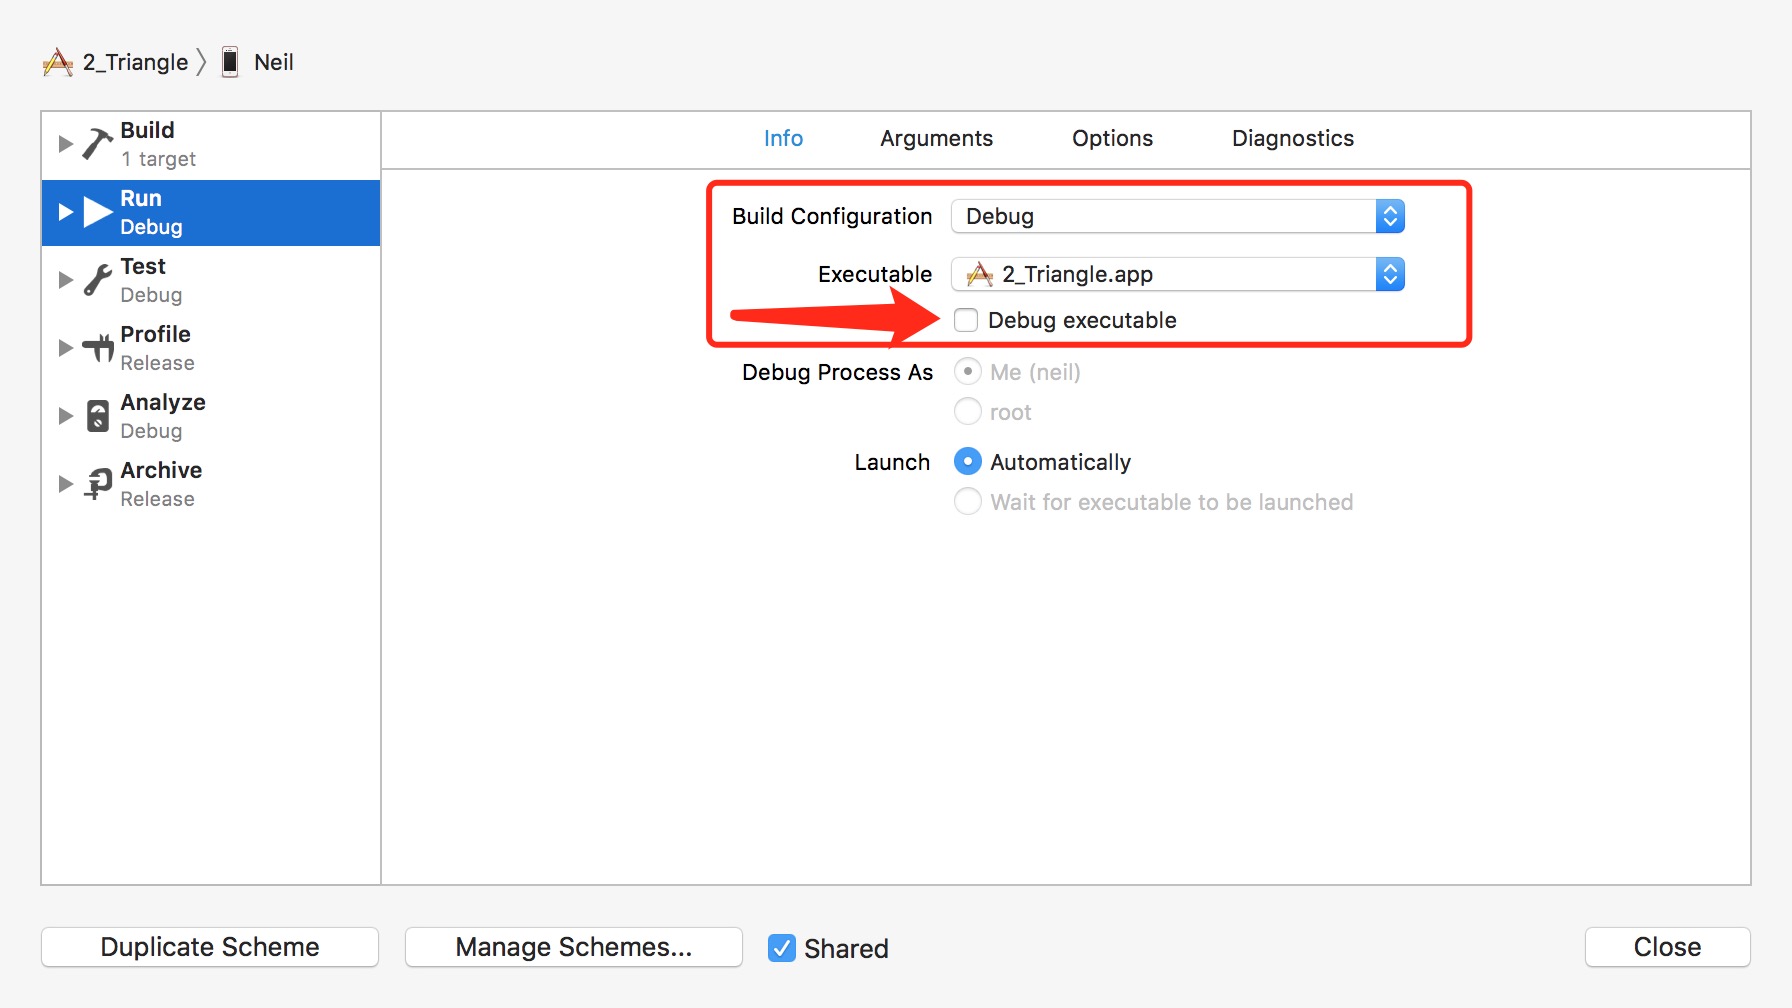 2_Triangle 〉 Neil
Build
1 target
Run
Debug
Test
Debug
Profile
Release
Analyze
Debug
Archive
Release
Info Arguments Options Diagnostics
Build Configuration Debug
Executable 2_Triangle.app
Debug executable
Debug Process As Me (neil)
root
Launch Automatically
Wait for executable to be launched
Duplicate Scheme Manage Schemes... Shared Close